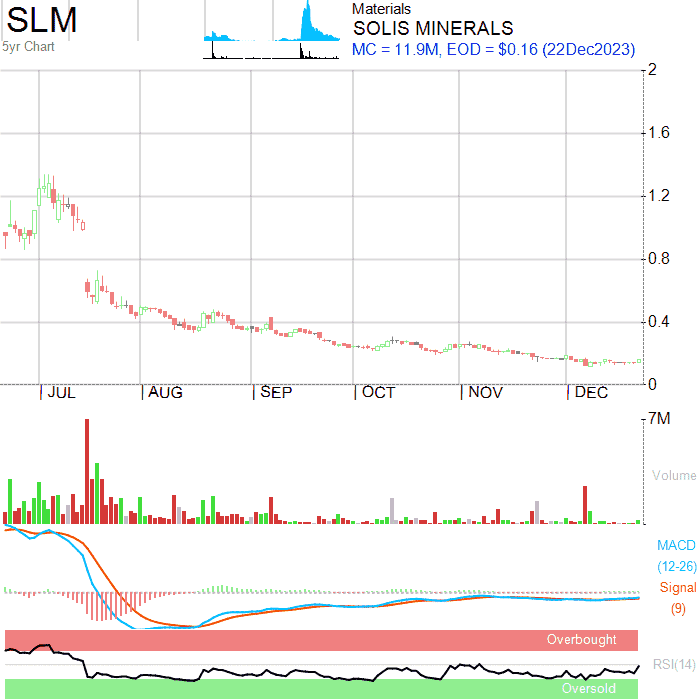 SLM
5yr Chart
Materials
SOLIS MINERALS
MC = 11.9M, EOD = $0.16 (22Dec2023)
2
1.6
1.2
0.8
0.4
0
JUL AUG SEP OCT NOV DEC
7M
Volume
MACD
(12-26)
Signal
(9)
Overbought
RSI(14)
Oversold